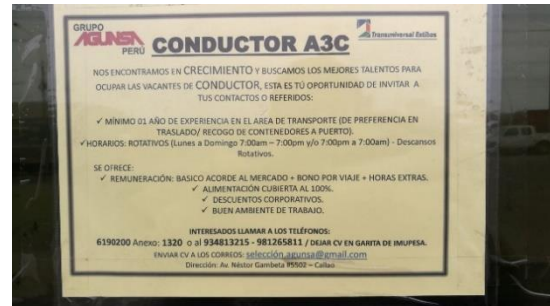 GRUPO
AGUNSA
PERÚ
Transuniversal Estibas
CONDUCTOR A3C
NOS ENCONTRAMOS EN CRECIMIENTO Y BUSCAMOS LOS MEJORES TALENTOS PARA
OCUPAR LAS VACANTES DE CONDUCTOR, ESTA ES TÚ OPORTUNIDAD DE INVITAR A
TUS CONTACTOS O REFERIDOS:
✓ MÍNIMO 01 AÑO DE EXPERIENCIA EN EL AREA DE TRANSPORTE (DE PREFERENCIA EN
TRASLADO/ RECOGO DE CONTENEDORES A PUERTO).
✓HORARIOS: ROTATIVOS (Lunes a Domingo 7:00am – 7:00pm y/o 7:00pm a 7:00am) - Descansos
Rotativos.
SE OFRECE:
✓ REMUNERACIÓN: BASICO ACORDE AL MERCADO + BONO POR VIAJE + HORAS EXTRAS.
✓ ALIMENTACIÓN CUBIERTA AL 100%.
✓ DESCUENTOS CORPORATIVOS.
✓ BUEN AMBIENTE DE TRABAJO.
INTERESADOS LLAMAR A LOS TELÉFONOS:
6190200 Anexo: 1320 o al 934813215 - 981265811 / DEJAR CV EN GARITA DE IMUPESA.
ENVIAR CV A LOS CORREOS: selección.agunsa@gmail.com
Dirección: Av. Néstor Gambeta #5502 – Callao